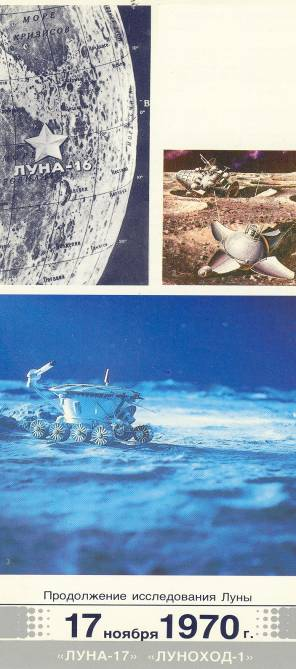 МОРЕ
КРИЗИСОВ
В
ЛУНА-16
Продолжение исследования Луны
17 ноября 1970 г.
«ЛУНА-17» «ЛУНОХОД-1»